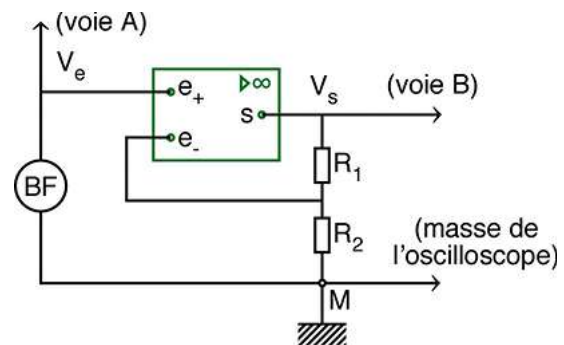 (voie A)
Vₑ
e₊
▷∞
Vₛ
(voie B)
s
e₋
R₁
BF
R₂
(masse de
l'oscilloscope)
M